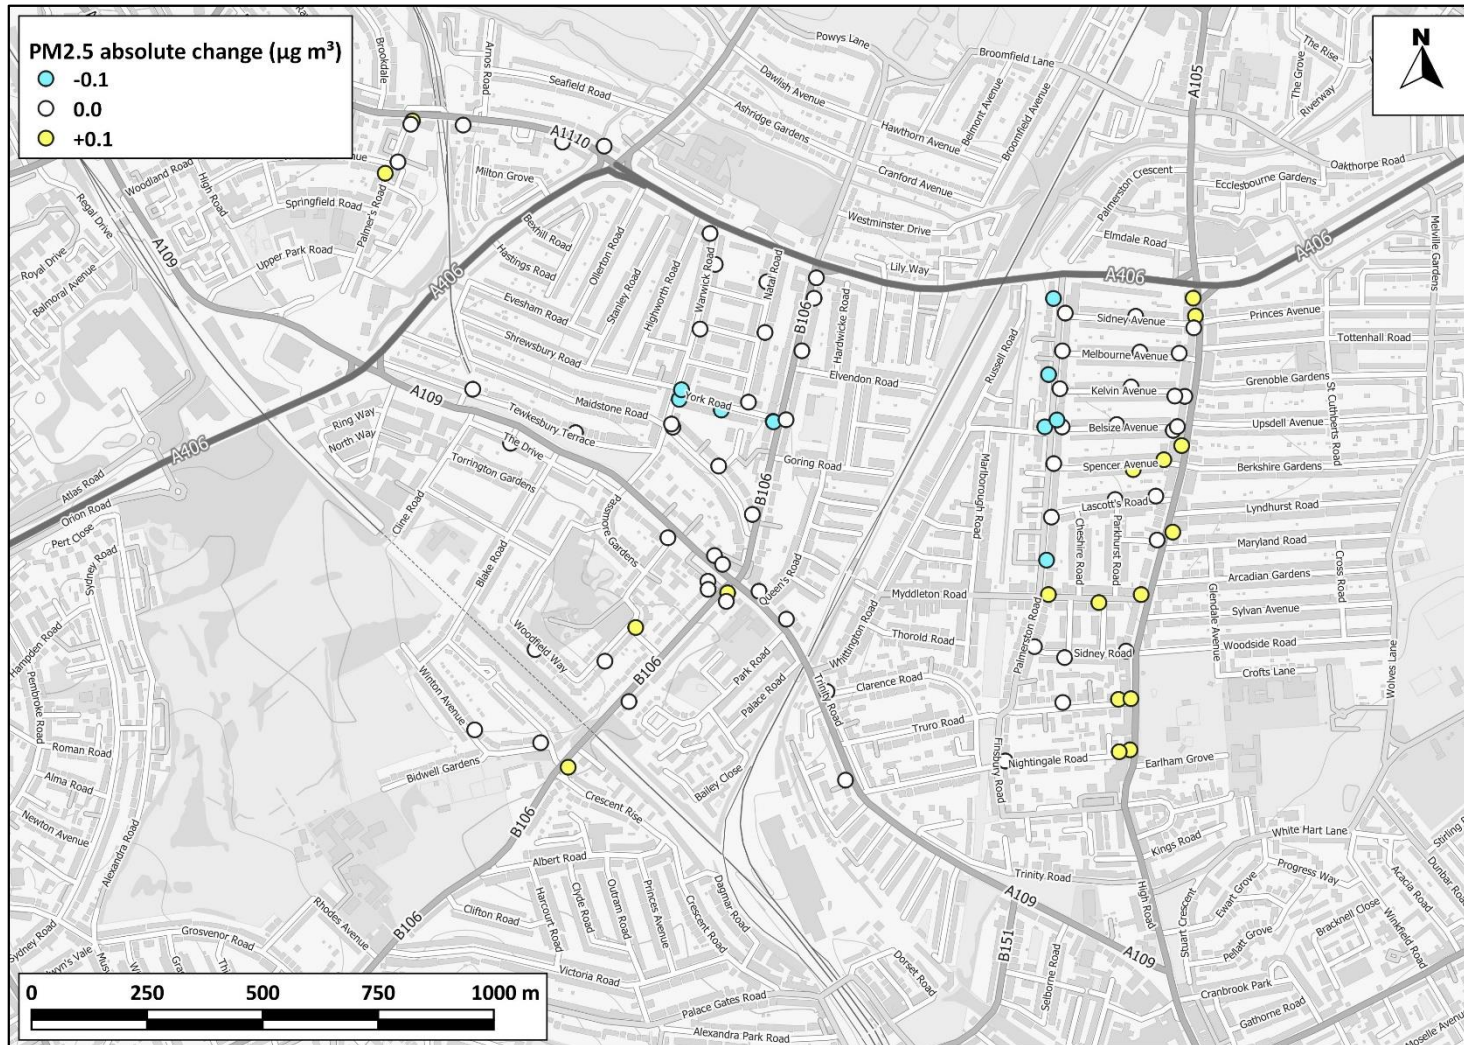 PM2.5 absolute change (µg m³)
-0.1
0.0
+0.1
N
Brookdale
Arnos Road
Seafield Road
Powys Lane
Broomfield Lane
The Rise
The Grove
Riverway
A105
Dawlish Avenue
Ashridge Gardens
Hawthorn Avenue
Belmont Avenue
Broomfield Avenue
A1110
Oakthorpe Road
Woodland Road
High Road
Milton Grove
Cranford Avenue
Palmerston Crescent
Ecclesbourne Gardens
Regal Drive
Springfield Road
Palmer's Road
Westminster Drive
Melville Gardens
Royal Drive
Balmoral Avenue
A109
Upper Park Road
Bexhill Road
Hastings Road
Ollerton Road
Stanley Road
Highworth Road
Warwick Road
Natal Road
Elmdale Road
A406
A406
Lily Way
A406
Evesham Road
B106
Hardwicke Road
Sidney Avenue
Princes Avenue
Shrewsbury Road
Russell Road
Melbourne Avenue
Tottenhall Road
Elvendon Road
Kelvin Avenue
Grenoble Gardens
St Cuthberts Road
York Road
Maidstone Road
A109
Tewkesbury Terrace
Ring Way
North Way
The Drive
Belsize Avenue
Upsdell Avenue
A406
Torrington Gardens
Goring Road
Spencer Avenue
Berkshire Gardens
Marlborough Road
Atlas Road
Orion Road
Pert Close
Cline Road
Passmore Gardens
B106
Lascott's Road
Lyndhurst Road
Cheshire Road
Parkhurst Road
Maryland Road
Sydney Road
Blake Road
Queen's Road
Arcadian Gardens
Cross Road
Myddleton Road
Glendale Avenue
Sylvan Avenue
Hampden Road
Woodfield Way
Whittington Road
Thorold Road
Palmerston Road
Woodside Road
Sidney Road
Park Road
Palace Road
B106
Crofts Lane
Wolves Lane
Pembroke Road
Winton Avenue
Trinity Road
Clarence Road
Truro Road
Roman Road
Alma Road
Bidwell Gardens
Bailey Close
Finsbury Road
Nightingale Road
Earlham Grove
Newton Avenue
Alexandra Road
B106
Crescent Rise
White Hart Lane
Kings Road
Albert Road
Trinity Road
Progress Way
Dunbar Road
Acacia Road
Ewart Grove
Harcourt Road
Clyde Road
Outram Road
Princes Avenue
Dagmar Road
Crescent Road
A109
High Road
Stuart Crescent
Bracknell Close
Winkfield Road
Rhodes Avenue
B106
Clifton Road
Grosvenor Road
Sydney Road
B151
Pellatt Grove
A109
Victoria Road
Dorset Road
Selborne Road
Cranbrook Park
Palace Gates Road
Gathorne Road
Moselle Avenue
Alexandra Park Road
0 250 500 750 1000 m